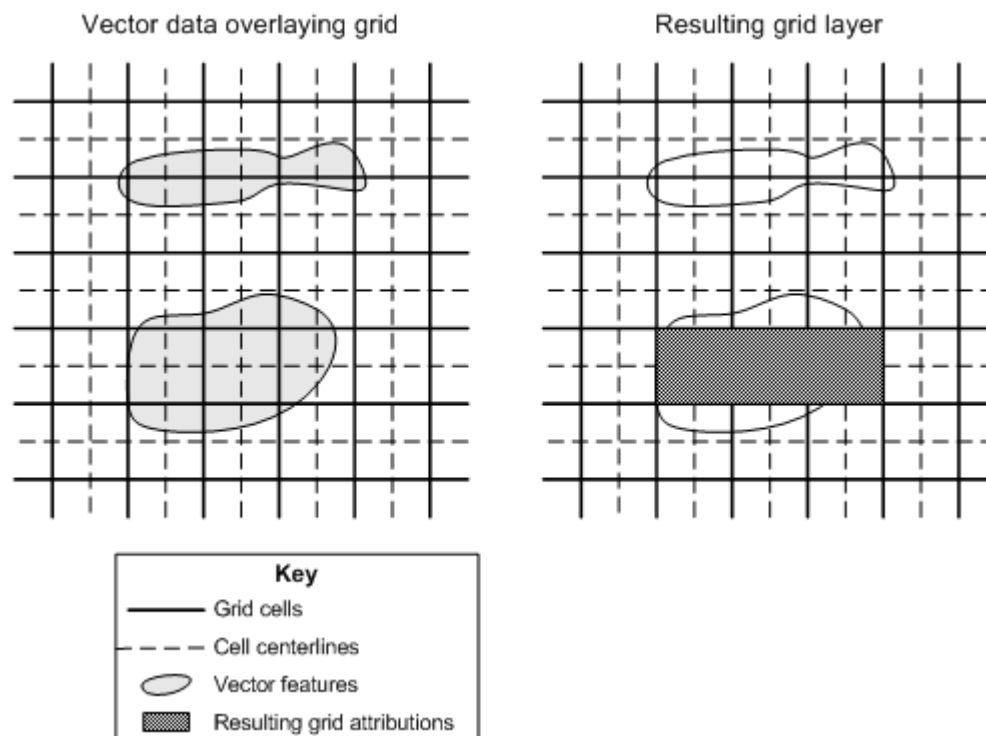 Vector data overlaying grid
Resulting grid layer
Key
Grid cells
Cell centerlines
Vector features
Resulting grid attributions